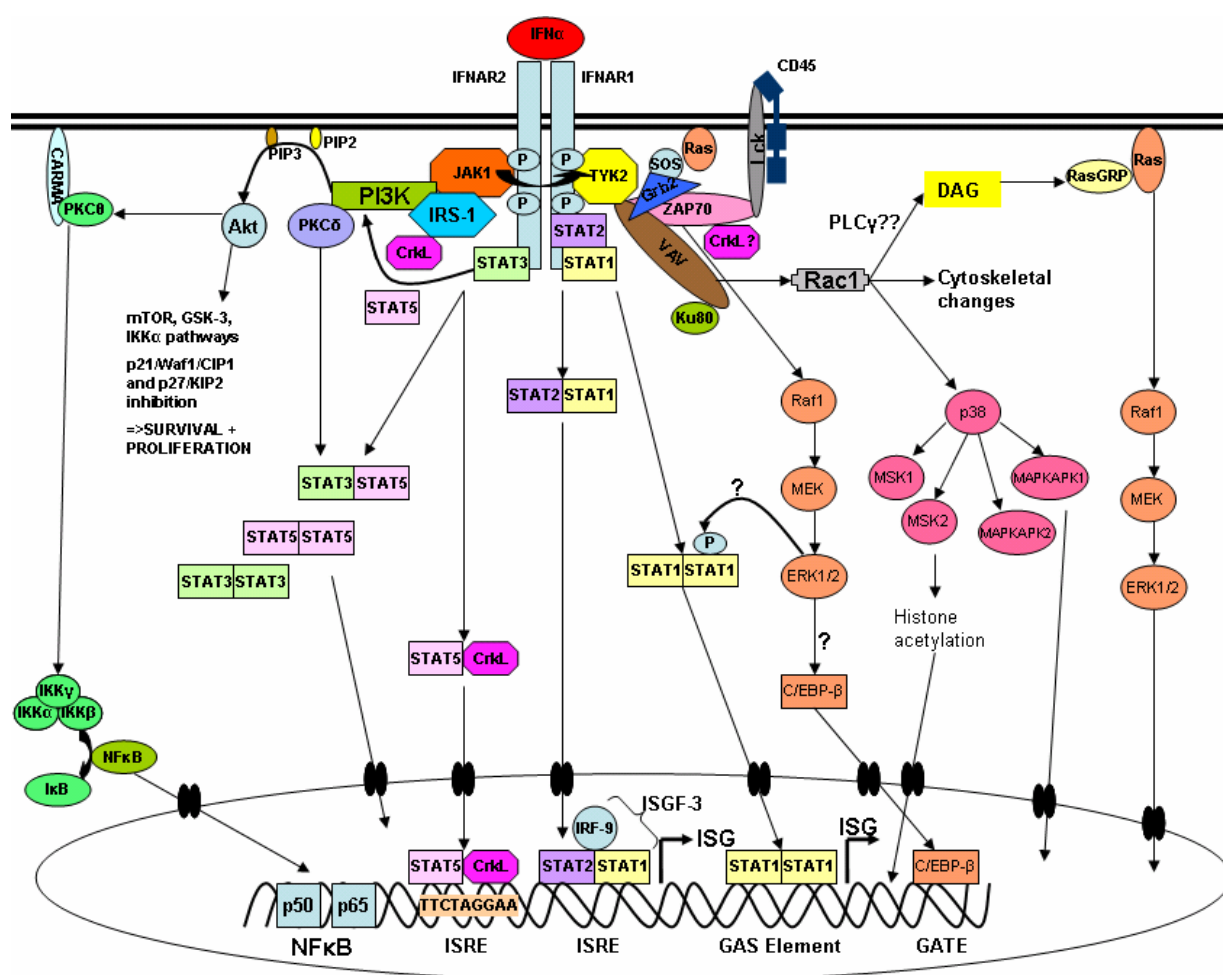 IFNα
IFNAR2
IFNAR1
CD45
CARMA
PIP3
PIP2
JAK1
P
P
TYK2
SOS
Ras
Lck
Ras
RasGRP
DAG
PKCθ
Akt
PKCδ
PI3K
IRS-1
P
P
Grb2
ZAP70
CrkL
CrkL?
PLCγ??
STAT2
STAT3
STAT1
VAV
Rac1
Cytoskeletal
changes
STAT5
Ku80
mTOR, GSK-3,
IKKα pathways
p21/Waf1/CIP1
and p27/KIP2
inhibition
=>SURVIVAL +
PROLIFERATION
STAT2 STAT1
Raf1
p38
Raf1
STAT3 STAT5
?
MEK
MSK1
MAPKAPK1
MEK
MSK2
MAPKAPK2
STAT5 STAT5
P
STAT3 STAT3
STAT1 STAT1
ERK1/2
ERK1/2
Histone
acetylation
?
STAT5 CrkL
C/EBP-β
IKKγ
IKKα IKKβ
NFκB
IκB
ISGF-3
IRF-9
ISG
ISG
STAT5 CrkL
STAT2 STAT1
STAT1 STAT1
C/EBP-β
p50 p65
TTCTAGGAA
NFκB
ISRE
ISRE
GAS Element
GATE